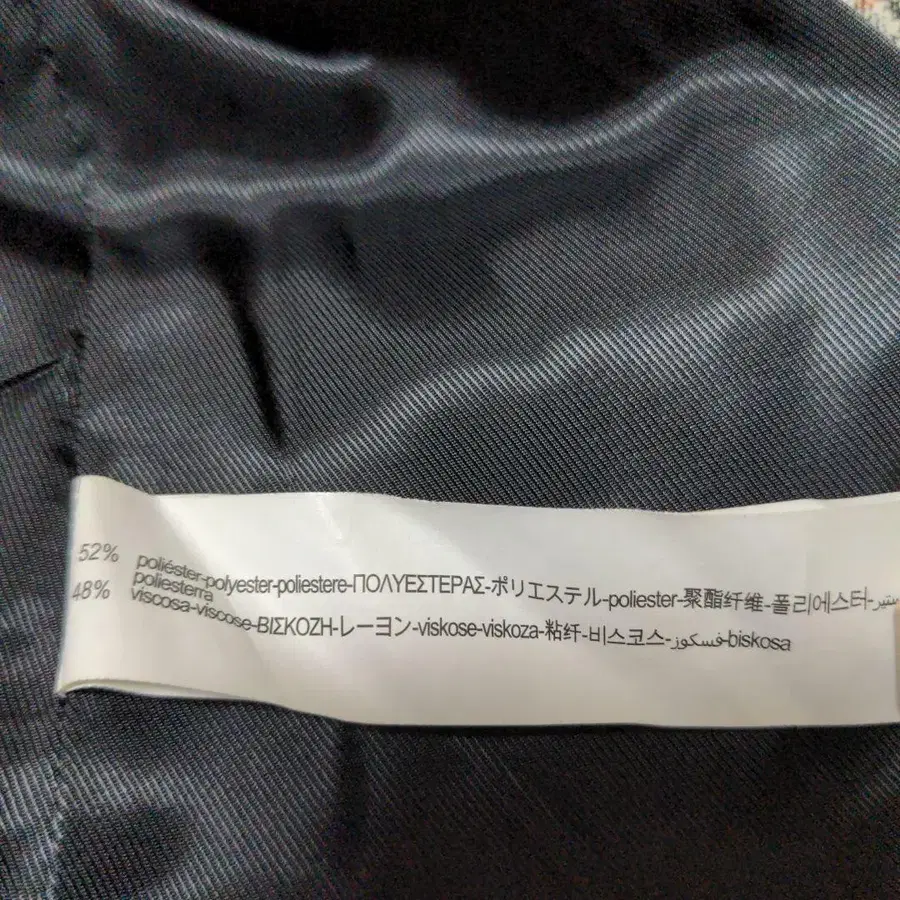 52% poliéster-polyester-poliestere-ΠΟΛΥΕΣΤΕΡΑΣ-ポリエステル-poliester-聚酯纤维-폴리에스터-
poliesterra
48% viscosa-viscose-ΒΙΣΚΟΖΗ-レーヨン-viskose-viskoza-粘纤-비스코스-فسكوز-biskosa